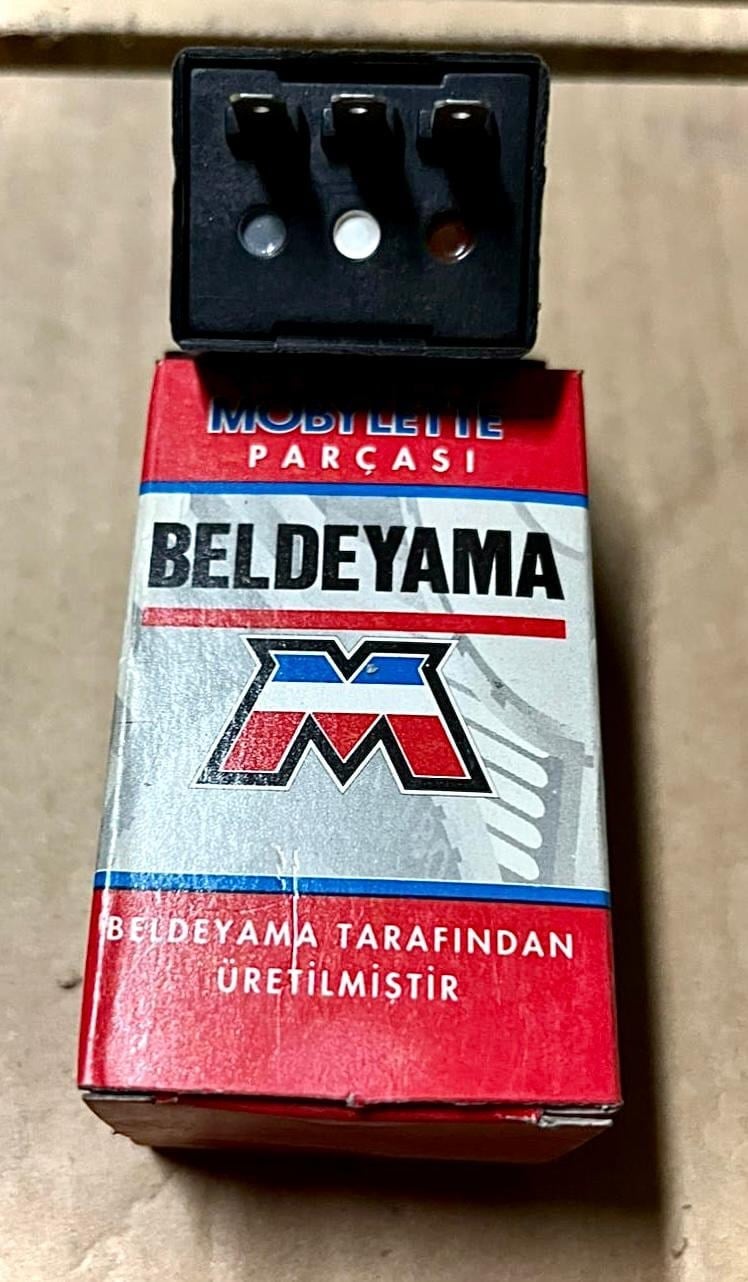 MOBYLETTE
PARÇASI
BELDEYAMA
M
BELDEYAMA TARAFINDAN
ÜRETİLMİŞTİR